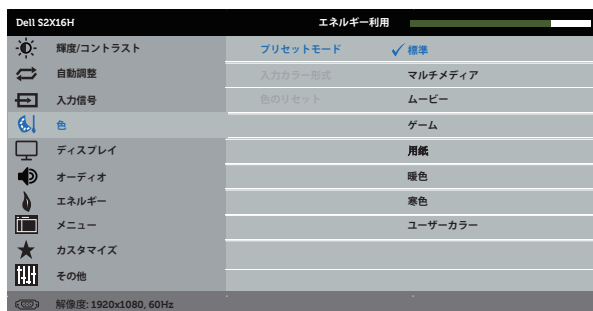 Dell S2X16H エネルギー利用
輝度/コントラスト プリセットモード 標準
自動調整 入力カラー形式 マルチメディア
入力信号 色のリセット ムービー
色 ゲーム
ディスプレイ 用紙
オーディオ 暖色
エネルギー 寒色
メニュー ユーザーカラー
カスタマイズ
その他
解像度: 1920x1080, 60Hz